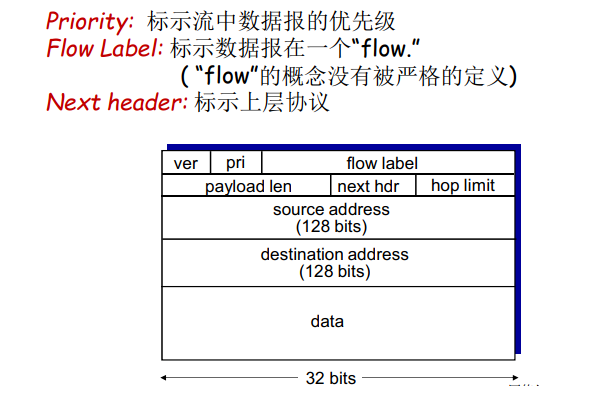 Priority: 标示流中数据报的优先级
Flow Label: 标示数据报在一个“flow.”
( “flow”的概念没有被严格的定义)
Next header: 标示上层协议
ver pri flow label
payload len next hdr hop limit
source address
(128 bits)
destination address
(128 bits)
data
32 bits